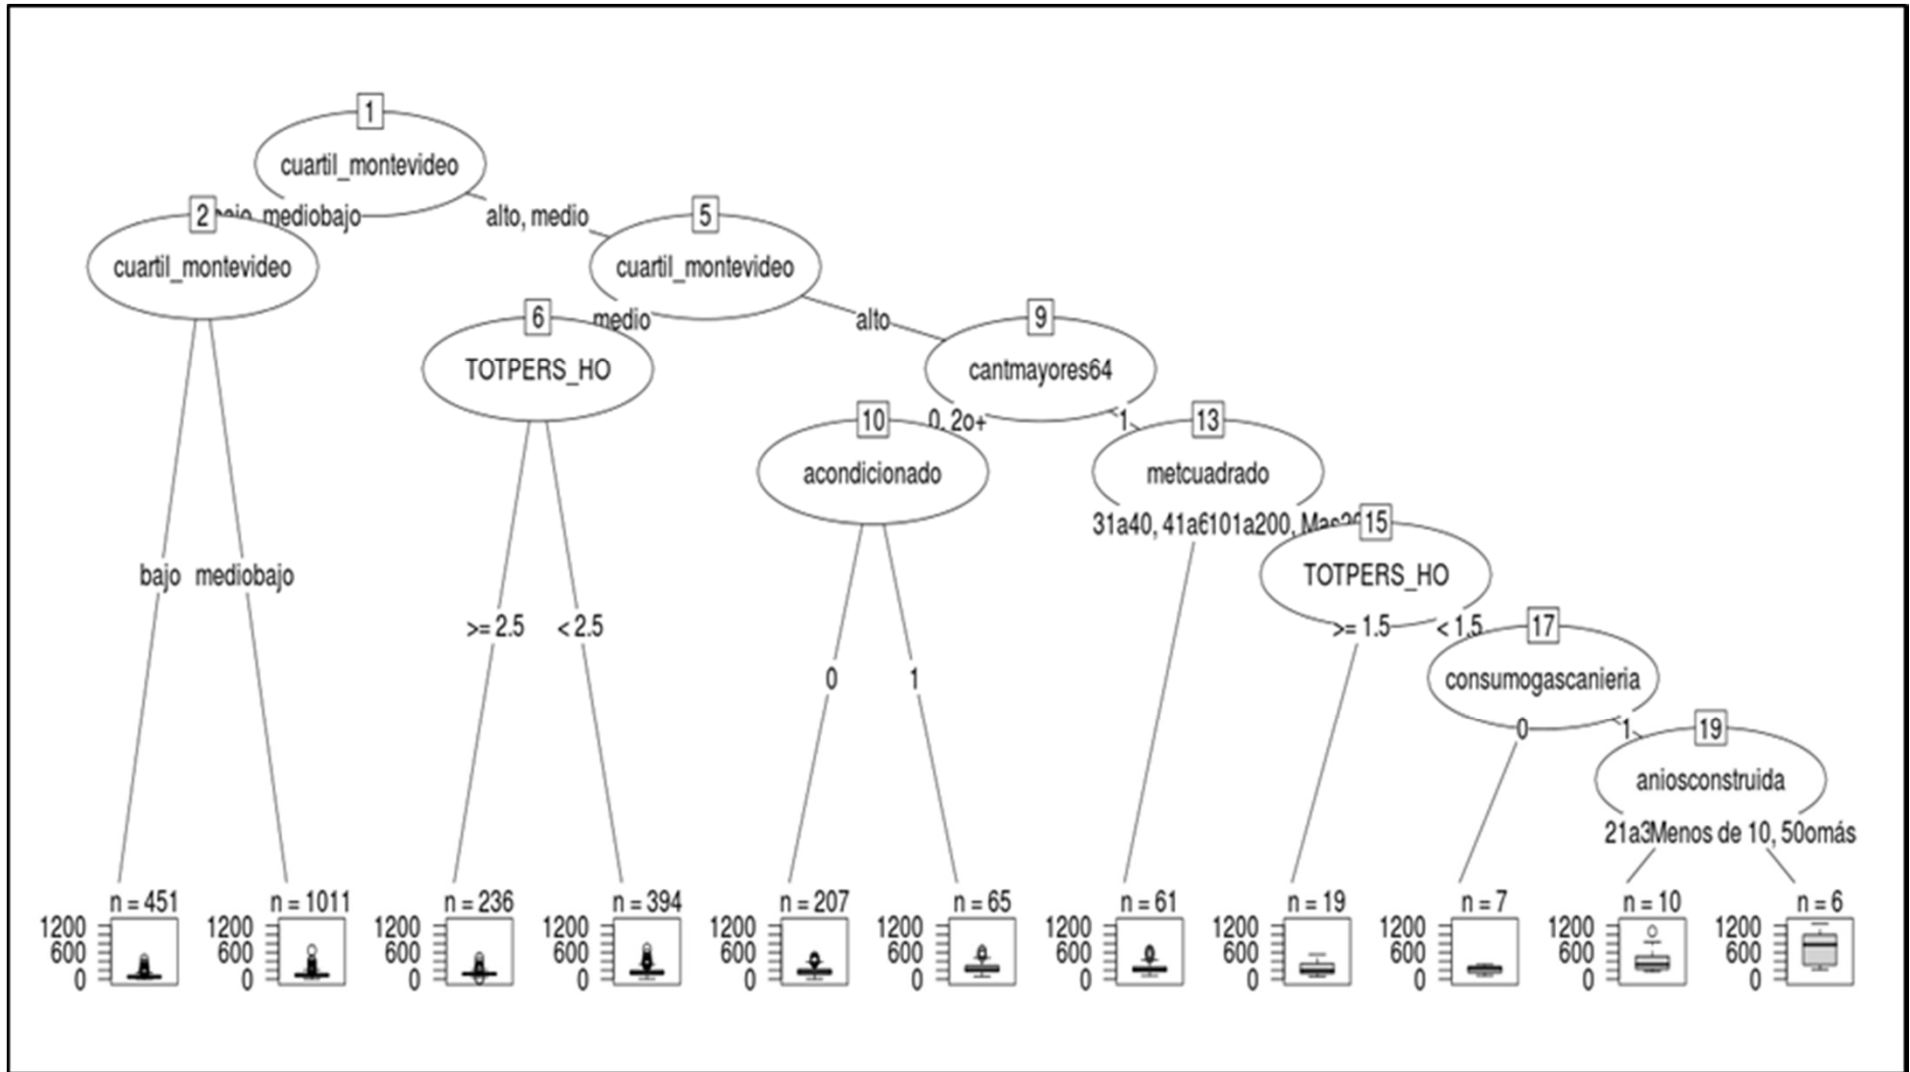 1
cuartil_montevideo
2
mediobajo
alto, medio
5
cuartil_montevideo
cuartil_montevideo
6
medio
alto
9
TOTPERS_HO
cantmayores64
10
0, 2o+
1
13
acondicionado
metcuadrado
31a40, 41a6101a200,
15
bajo
mediobajo
TOTPERS_HO
>= 2.5
< 2.5
>= 1.5
< 1.5
17
0
1
consumogascanieria
0
1
19
aniosconstruida
21a3Menos de 10, 50omás
n = 451
n = 1011
n = 236
n = 394
n = 207
n = 65
n = 61
n = 19
n = 7
n = 10
n = 6
1200
600
0
1200
600
0
1200
600
0
1200
600
0
1200
600
0
1200
600
0
1200
600
0
1200
600
0
1200
600
0
1200
600
0
1200
600
0